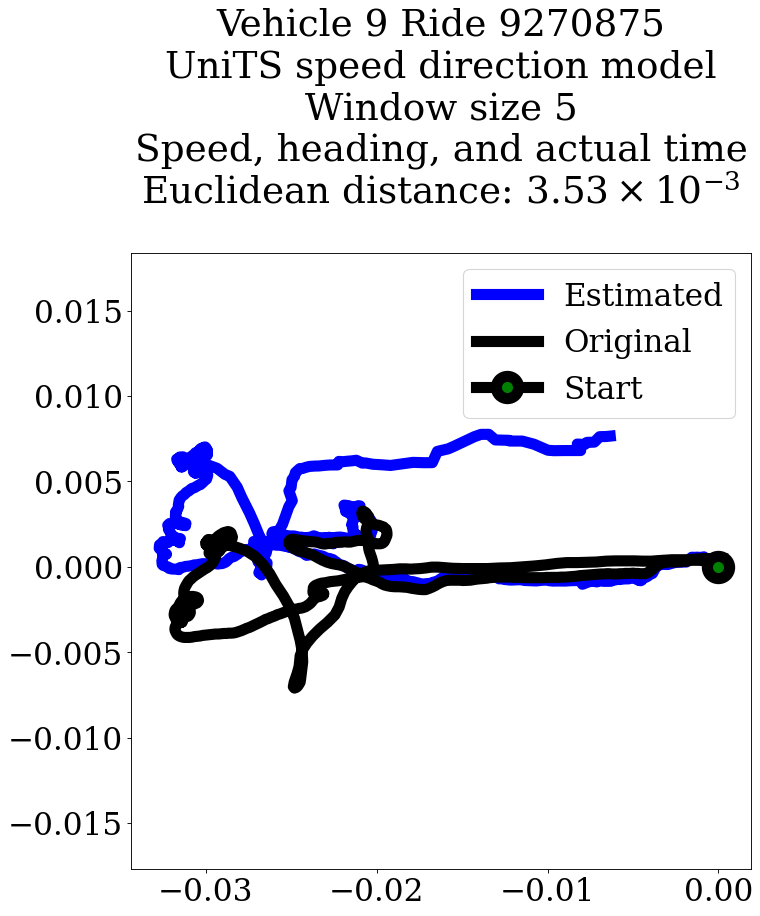 Vehicle 9 Ride 9270875
UniTS speed direction model
Window size 5
Speed, heading, and actual time
Euclidean distance: 3.53 × 10⁻³
Estimated
Original
Start
0.015
0.010
0.005
0.000
−0.005
−0.010
−0.015
−0.03 −0.02 −0.01 0.00